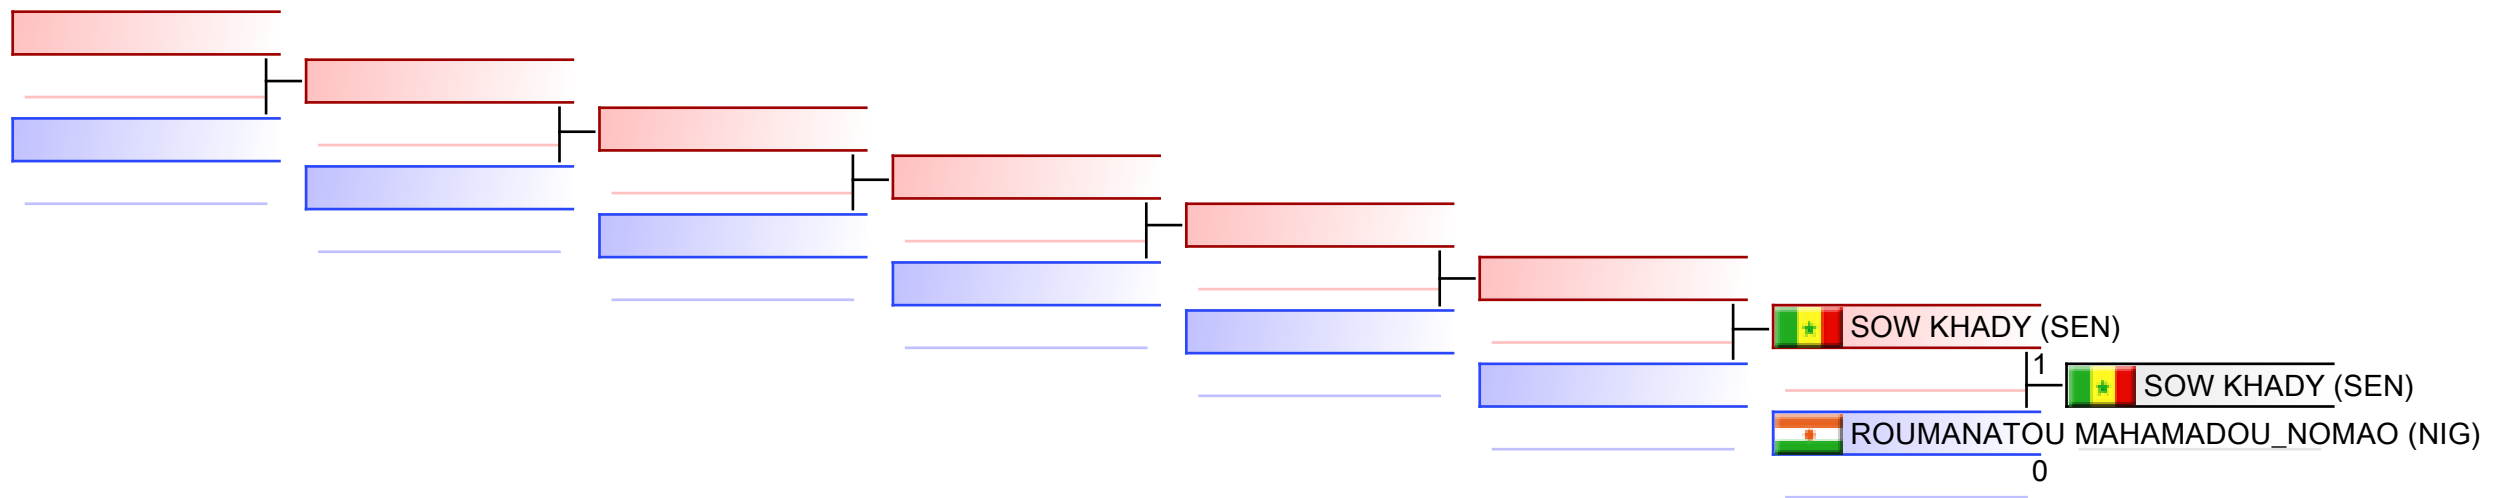 SOW KHADY (SEN)
1
SOW KHADY (SEN)
ROUMANATOU MAHAMADOU_NOMAO (NIG)
0